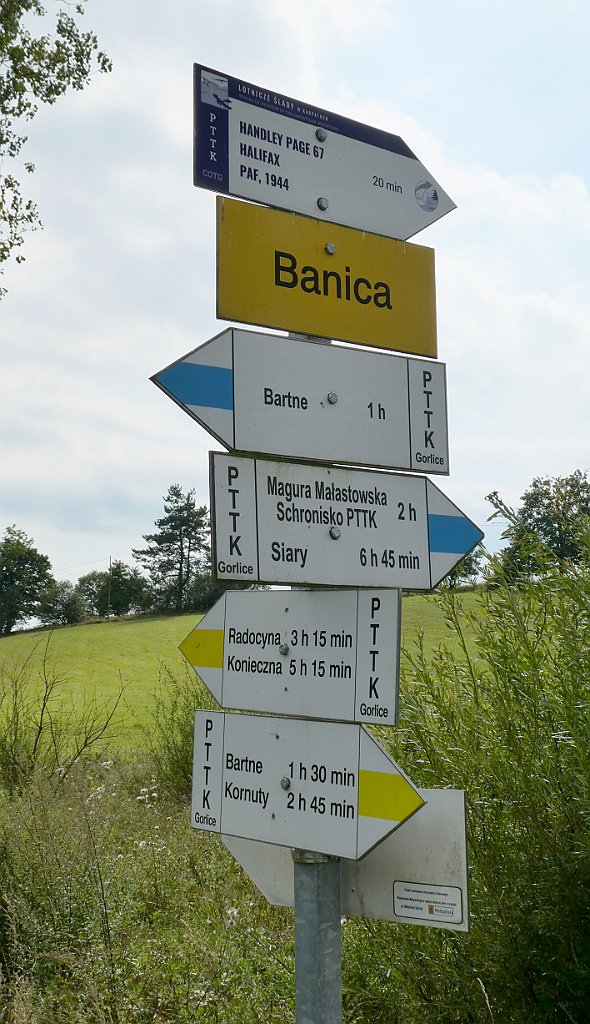 LOTNICZE ŚLADY W KARPATACH
PTTK
COTG
HANDLEY PAGE 67
HALIFAX
PAF, 1944
20 min
Banica
Bartne 1 h
PTTK
Gorlice
PTTK
Gorlice
Magura Małastowska
Schronisko PTTK 2 h
Siary 6 h 45 min
Radocyna 3 h 15 min
Konieczna 5 h 15 min
PTTK
Gorlice
PTTK
Gorlice
Bartne 1 h 30 min
Kornuty 2 h 45 min
Małopolska